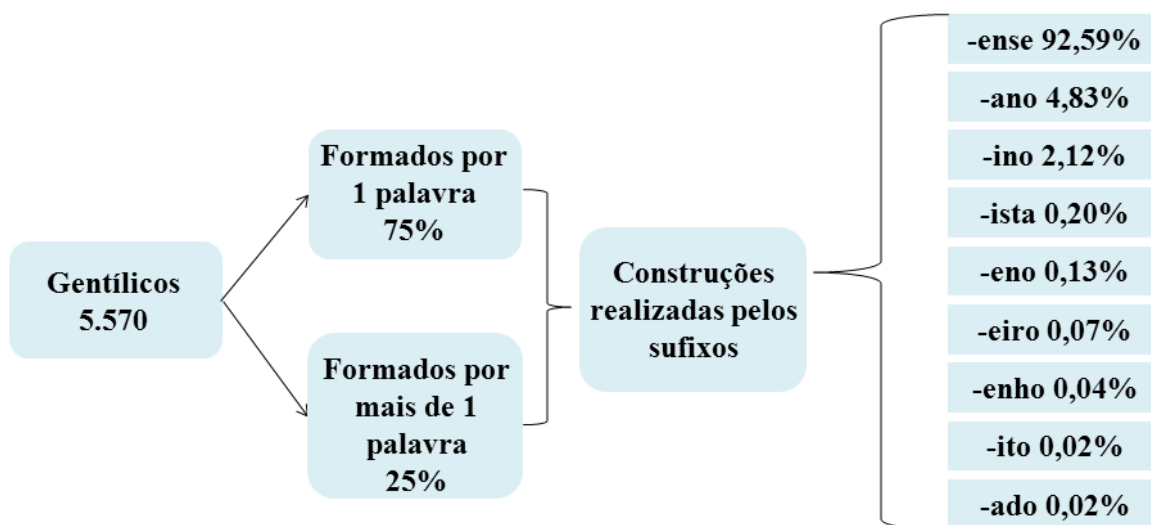 Gentílicos
5.570
Formados por
1 palavra
75%
Formados por
mais de 1
palavra
25%
Construções
realizadas pelos
sufixos
-ense 92,59%
-ano 4,83%
-ino 2,12%
-ista 0,20%
-eno 0,13%
-eiro 0,07%
-enho 0,04%
-ito 0,02%
-ado 0,02%